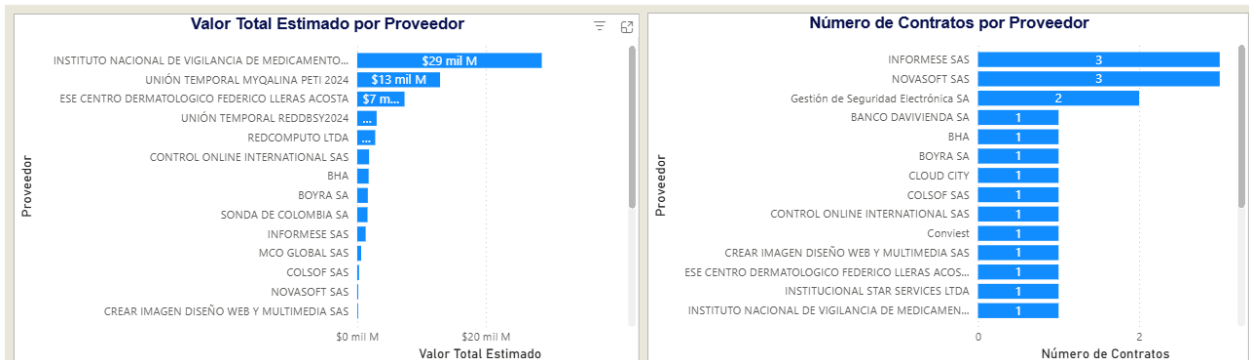 Valor Total Estimado por Proveedor
INSTITUTO NACIONAL DE VIGILANCIA DE MEDICAMENTO...
$29 mil M
UNIÓN TEMPORAL MYQALINA PETI 2024
$13 mil M
ESE CENTRO DERMATOLOGICO FEDERICO LLERAS ACOSTA
$7 m...
UNIÓN TEMPORAL REDDBSY2024
...
REDCOMPUTO LTDA
...
CONTROL ONLINE INTERNATIONAL SAS
BHA
BOYRA SA
SONDA DE COLOMBIA SA
INFORMESE SAS
MCO GLOBAL SAS
COLSOF SAS
NOVASOFT SAS
CREAR IMAGEN DISEÑO WEB Y MULTIMEDIA SAS
Proveedor
$0 mil M
$20 mil M
Valor Total Estimado
Número de Contratos por Proveedor
INFORMESE SAS
3
NOVASOFT SAS
3
Gestión de Seguridad Electrónica SA
2
BANCO DAVIVIENDA SA
1
BHA
1
BOYRA SA
1
CLOUD CITY
1
COLSOF SAS
1
CONTROL ONLINE INTERNATIONAL SAS
1
Conviest
1
CREAR IMAGEN DISEÑO WEB Y MULTIMEDIA SAS
1
ESE CENTRO DERMATOLOGICO FEDERICO LLERAS ACOS...
1
INSTITUCIONAL STAR SERVICES LTDA
1
INSTITUTO NACIONAL DE VIGILANCIA DE MEDICAMEN...
1
Proveedor
0
2
Número de Contratos